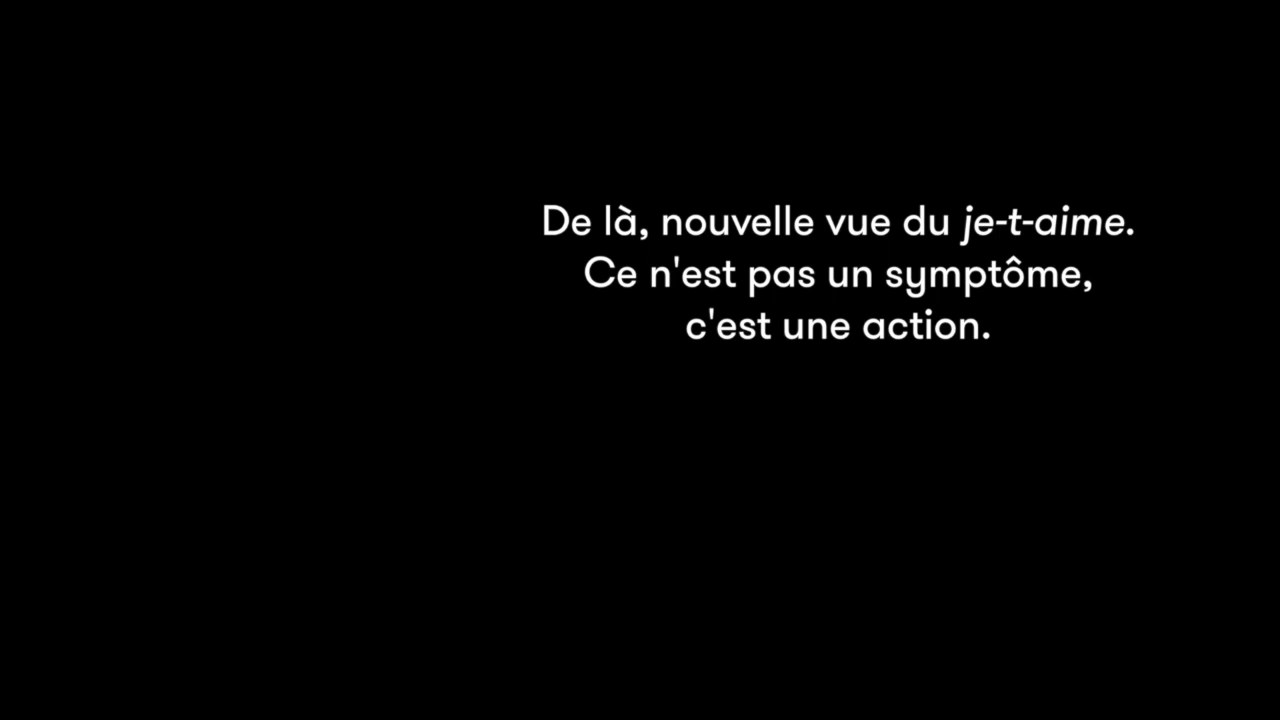 De là, nouvelle vue du je-t-aime.
Ce n'est pas un symptôme,
c'est une action.